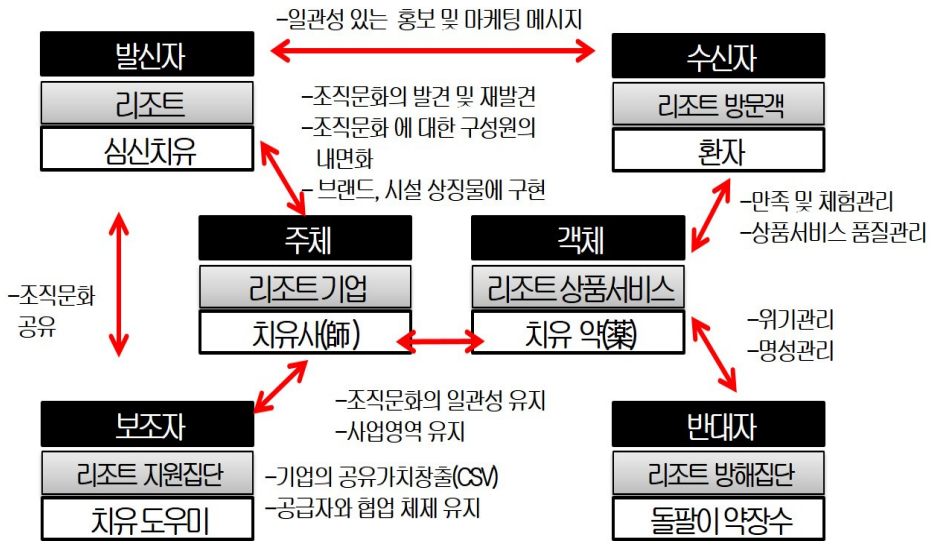 -일관성 있는 홍보 및 마케팅 메시지
발신자
리조트
심신치유
수신자
리조트 방문객
환자
-조직문화의 발견 및 재발견
-조직문화 에 대한 구성원의
내면화
- 브랜드, 시설 상징물에 구현
-만족 및 체험관리
-상품서비스 품질관리
주체
리조트 기업
치유사(師)
객체
리조트 상품서비스
치유 약(藥)
-조직문화
공유
-위기관리
-명성관리
-조직문화의 일관성 유지
-사업영역 유지
보조자
리조트 지원집단
치유 도우미
-기업의 공유가치창출(CSV)
-공급자와 협업 체제 유지
반대자
리조트 방해집단
돌팔이 약장수